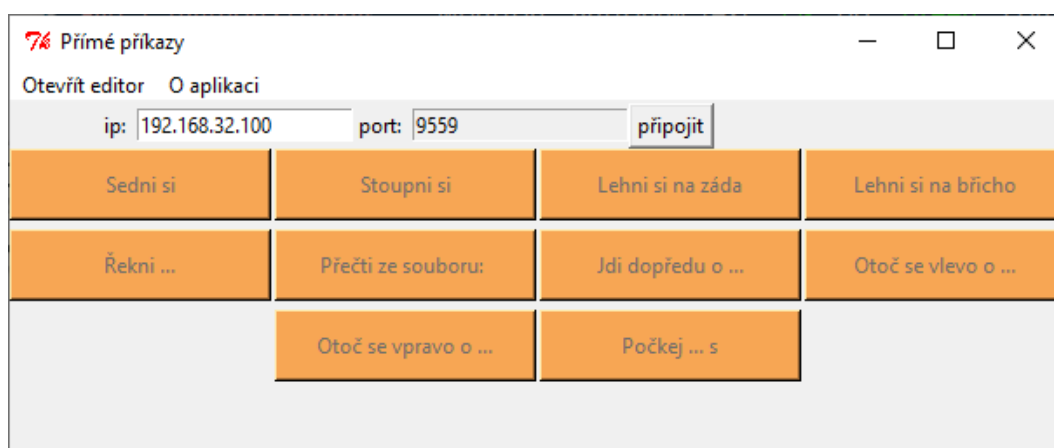 Přímé příkazy
Otevřít editor O aplikaci
ip: 192.168.32.100 port: 9559 připojit
Sedni si Stoupni si Lehni si na záda Lehni si na břicho
Řekni ... Přečti ze souboru: Jdi dopředu o ... Otoč se vlevo o ...
Otoč se vpravo o ... Počkej ... s